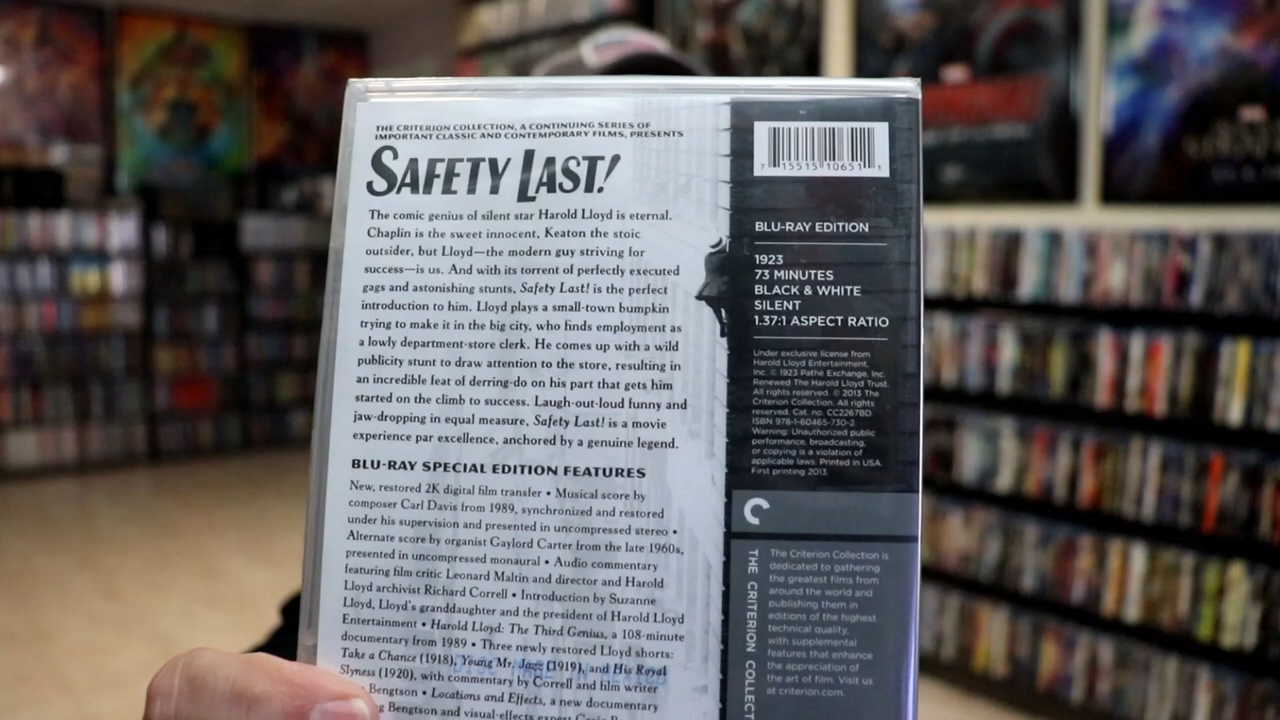 THE CRITERION COLLECTION, A CONTINUING SERIES OF
IMPORTANT CLASSIC AND CONTEMPORARY FILMS, PRESENTS
SAFETY LAST!
The comic genius of silent star Harold Lloyd is eternal.
Chaplin is the sweet innocent, Keaton the stoic
outsider, but Lloyd—the modern guy striving for
success—is us. And with its torrent of perfectly executed
gags and astonishing stunts, Safety Last! is the perfect
introduction to him. Lloyd plays a small-town bumpkin
trying to make it in the big city, who finds employment as
a lowly department-store clerk. He comes up with a wild
publicity stunt to draw attention to the store, resulting in
an incredible feat of derring-do on his part that gets him
started on the climb to success. Laugh-out-loud funny and
jaw-dropping in equal measure, Safety Last! is a movie
experience par excellence, anchored by a genuine legend.
BLU-RAY SPECIAL EDITION FEATURES
New, restored 2K digital film transfer • Musical score by
composer Carl Davis from 1989, synchronized and restored
under his supervision and presented in uncompressed stereo •
Alternate score by organist Gaylord Carter from the late 1960s,
presented in uncompressed monaural • Audio commentary
featuring film critic Leonard Maltin and director and Harold
Lloyd archivist Richard Correll • Introduction by Suzanne
Lloyd, Lloyd's granddaughter and the president of Harold Lloyd
Entertainment • Harold Lloyd: The Third Genius, a 108-minute
documentary from 1989 • Three newly restored Lloyd shorts:
Take a Chance (1918), Young Mr. Jazz (1919), and His Royal
Slyness (1920), with commentary by Correll and film writer
Bengtson • Locations and Effects, a new documentary
Bengtson and visual-effects expert
7 15515 10651 1
BLU-RAY EDITION
1923
73 MINUTES
BLACK & WHITE
SILENT
1.37:1 ASPECT RATIO
Under exclusive license from
Harold Lloyd Entertainment,
Inc. © 1923 Pathé Exchange, Inc.
Renewed The Harold Lloyd Trust.
All rights reserved. © 2013 The
Criterion Collection. All rights
reserved. Cat. no. CC2267BD.
ISBN 978-1-60465-730-2.
Warning: Unauthorized public
performance, broadcasting,
or copying is a violation of
applicable laws. Printed in USA.
First printing 2013.
THE CRITERION COLLECT
The Criterion Collection is
dedicated to gathering
the greatest films from
around the world and
publishing them in
editions of the highest
technical quality,
with supplemental
features that enhance
the appreciation of
the art of film. Visit us
at criterion.com.